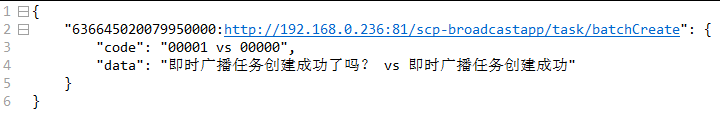 1 {
2 "636645020079950000:http://192.168.0.236:81/scp-broadcastapp/task/batchCreate": {
3 "code": "00001 vs 00000",
4 "data": "即时广播任务创建成功了吗？ vs 即时广播任务创建成功"
5 }
6 }